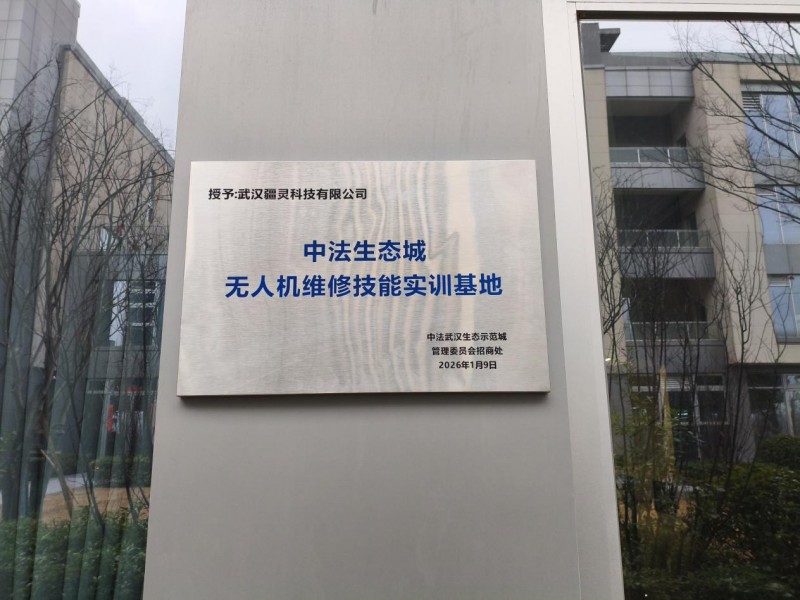 授予:武汉疆灵科技有限公司
中法生态城
无人机维修技能实训基地
中法武汉生态示范城
管理委员会招商处
2026年1月9日